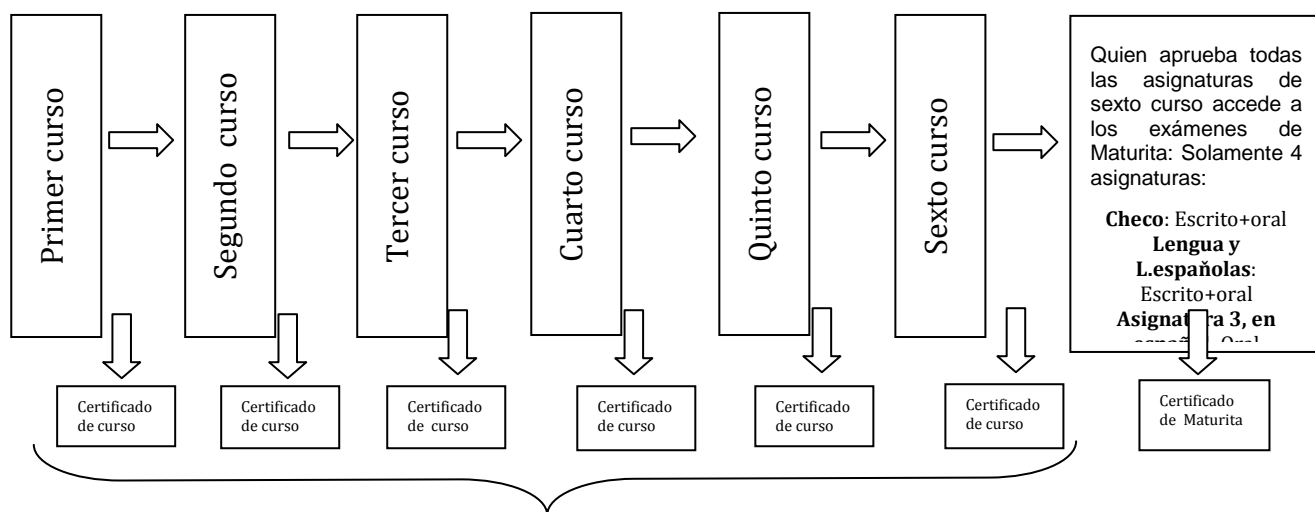 Primer curso
Segundo curso
Tercer curso
Cuarto curso
Quinto curso
Sexto curso
Quien aprueba todas
las asignaturas de
sexto curso accede a
los exámenes de
Maturita: Solamente 4
asignaturas:
Checo: Escrito+oral
Lengua y
L.espaňolas:
Escrito+oral
Asignatura 3, en
Certificado
de curso
Certificado
de curso
Certificado
de curso
Certificado
de curso
Certificado
de curso
Certificado
de curso
Certificado
de Maturita